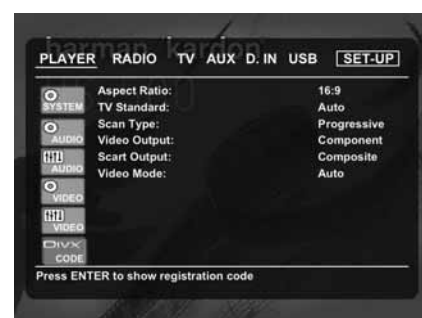 harman kardon
PLAYER RADIO TV AUX D. IN USB SET-UP
SYSTEM
AUDIO
AUDIO
VIDEO
VIDEO
DIVX CODE
Aspect Ratio: 16:9
TV Standard: Auto
Scan Type: Progressive
Video Output: Component
Scart Output: Composite
Video Mode: Auto
Press ENTER to show registration code